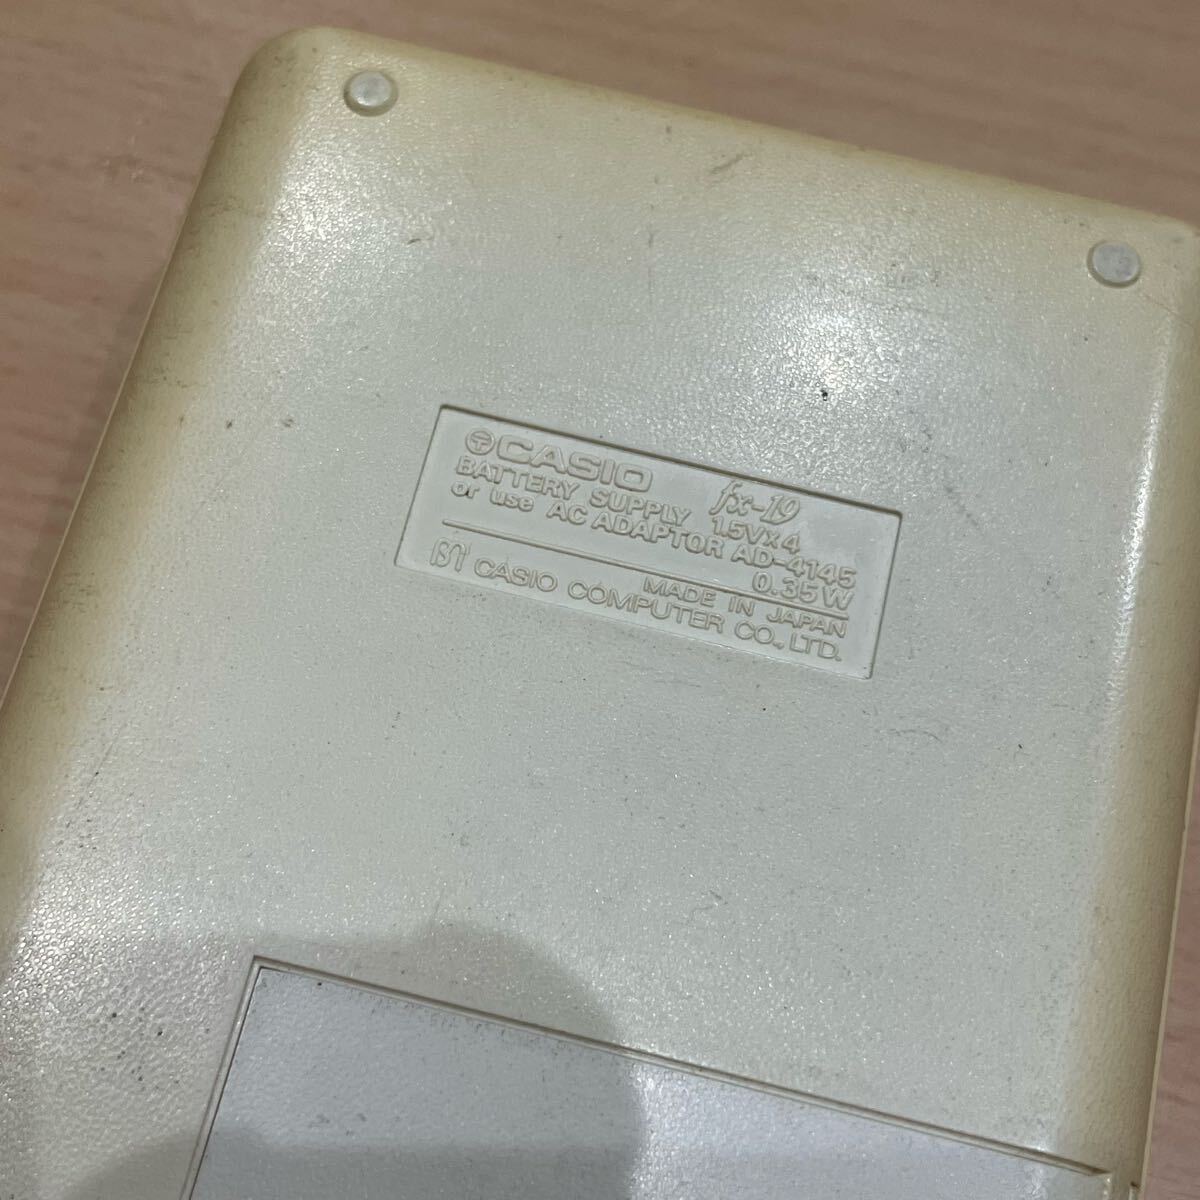 CASIO fx-19
BATTERY SUPPLY 1.5V×4
or use AC ADAPTOR AD-4145
0.35W
MADE IN JAPAN
CASIO COMPUTER CO., LTD.